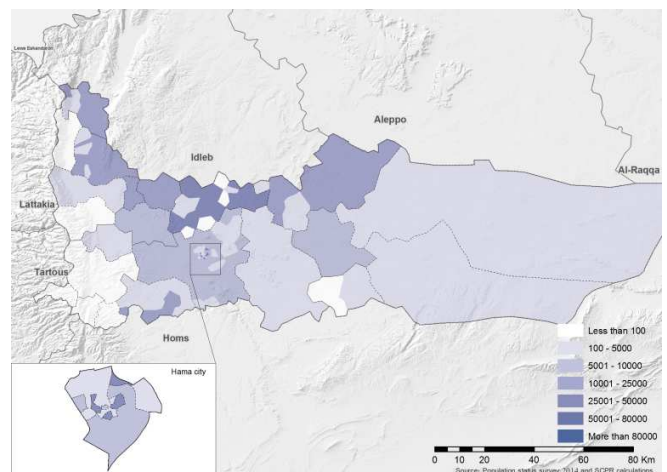 Liwaa Eskenderon
Aleppo
Idleb
Al-Raqqa
Lattakia
Tartous
Homs
Hama city
Less than 100
100 - 5000
5001 - 10000
10001 - 25000
25001 - 50000
50001 - 80000
More than 80000
0 10 20 40 60 80 Km
Source: Population status survey 2014 and SCPR calculations